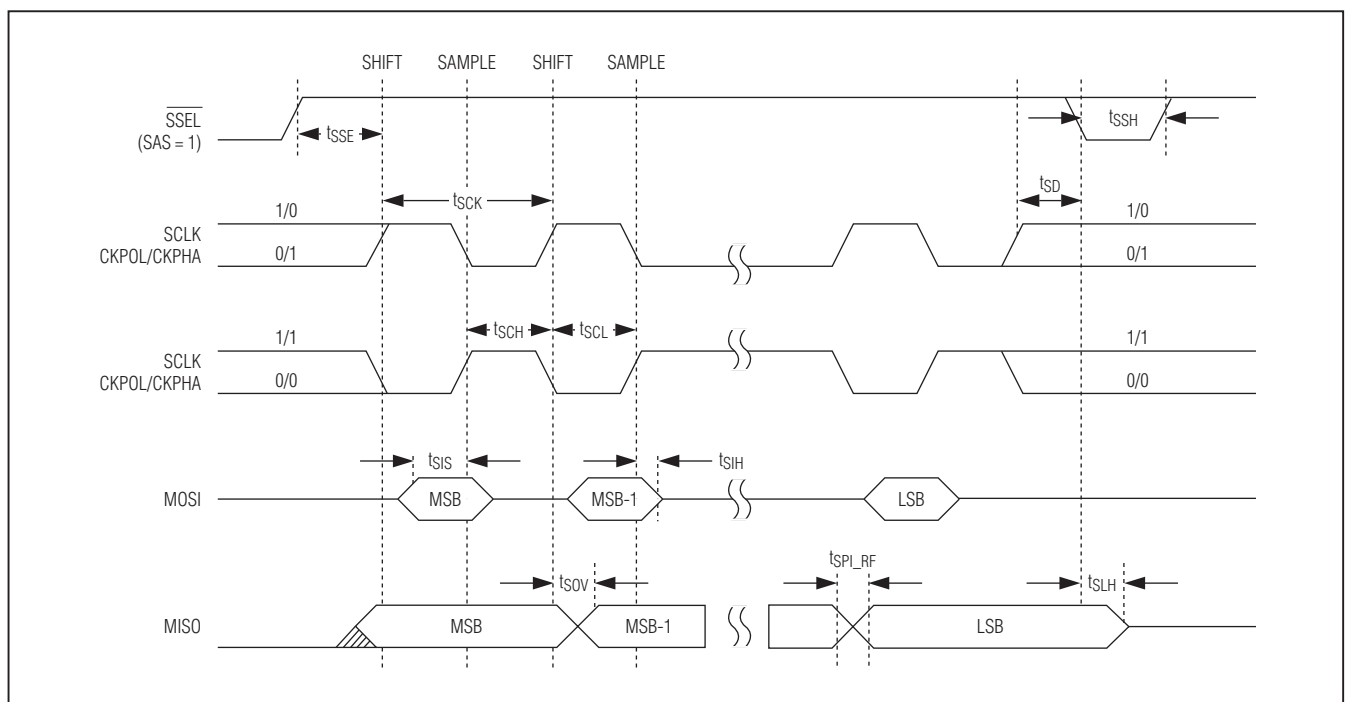 SHIFT SAMPLE SHIFT SAMPLE
SSEL
(SAS = 1)
tSSE
tSSH
tSD
tSCK
1/0
1/0
SCLK
CKPOL/CKPHA
0/1
0/1
tSCH
tSCL
1/1
1/1
SCLK
CKPOL/CKPHA
0/0
0/0
tSIS
tSIH
MOSI
MSB
MSB-1
LSB
tSOV
tSPI_RF
tSLH
MISO
MSB
MSB-1
LSB